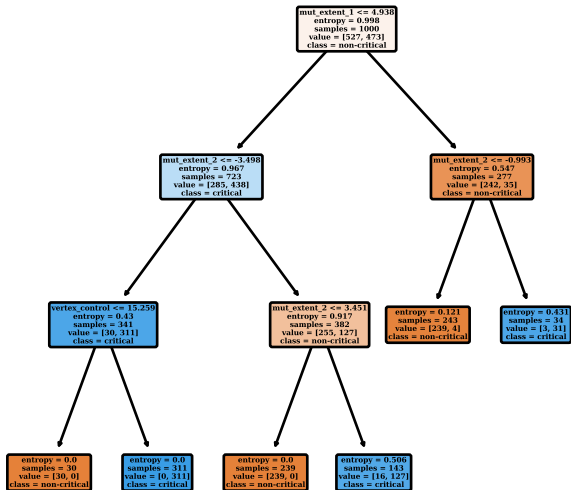 mut_extent_1 <= 4.938
entropy = 0.998
samples = 1000
value = [527, 473]
class = non-critical
mut_extent_2 <= -3.498
entropy = 0.967
samples = 723
value = [285, 438]
class = critical
mut_extent_2 <= -0.993
entropy = 0.547
samples = 277
value = [242, 35]
class = non-critical
vertex_control <= 15.259
entropy = 0.43
samples = 341
value = [30, 311]
class = critical
mut_extent_2 <= 3.451
entropy = 0.917
samples = 382
value = [255, 127]
class = non-critical
entropy = 0.121
samples = 243
value = [239, 4]
class = non-critical
entropy = 0.431
samples = 34
value = [3, 31]
class = critical
entropy = 0.0
samples = 30
value = [30, 0]
class = non-critical
entropy = 0.0
samples = 311
value = [0, 311]
class = critical
entropy = 0.0
samples = 239
value = [239, 0]
class = non-critical
entropy = 0.506
samples = 143
value = [16, 127]
class = critical